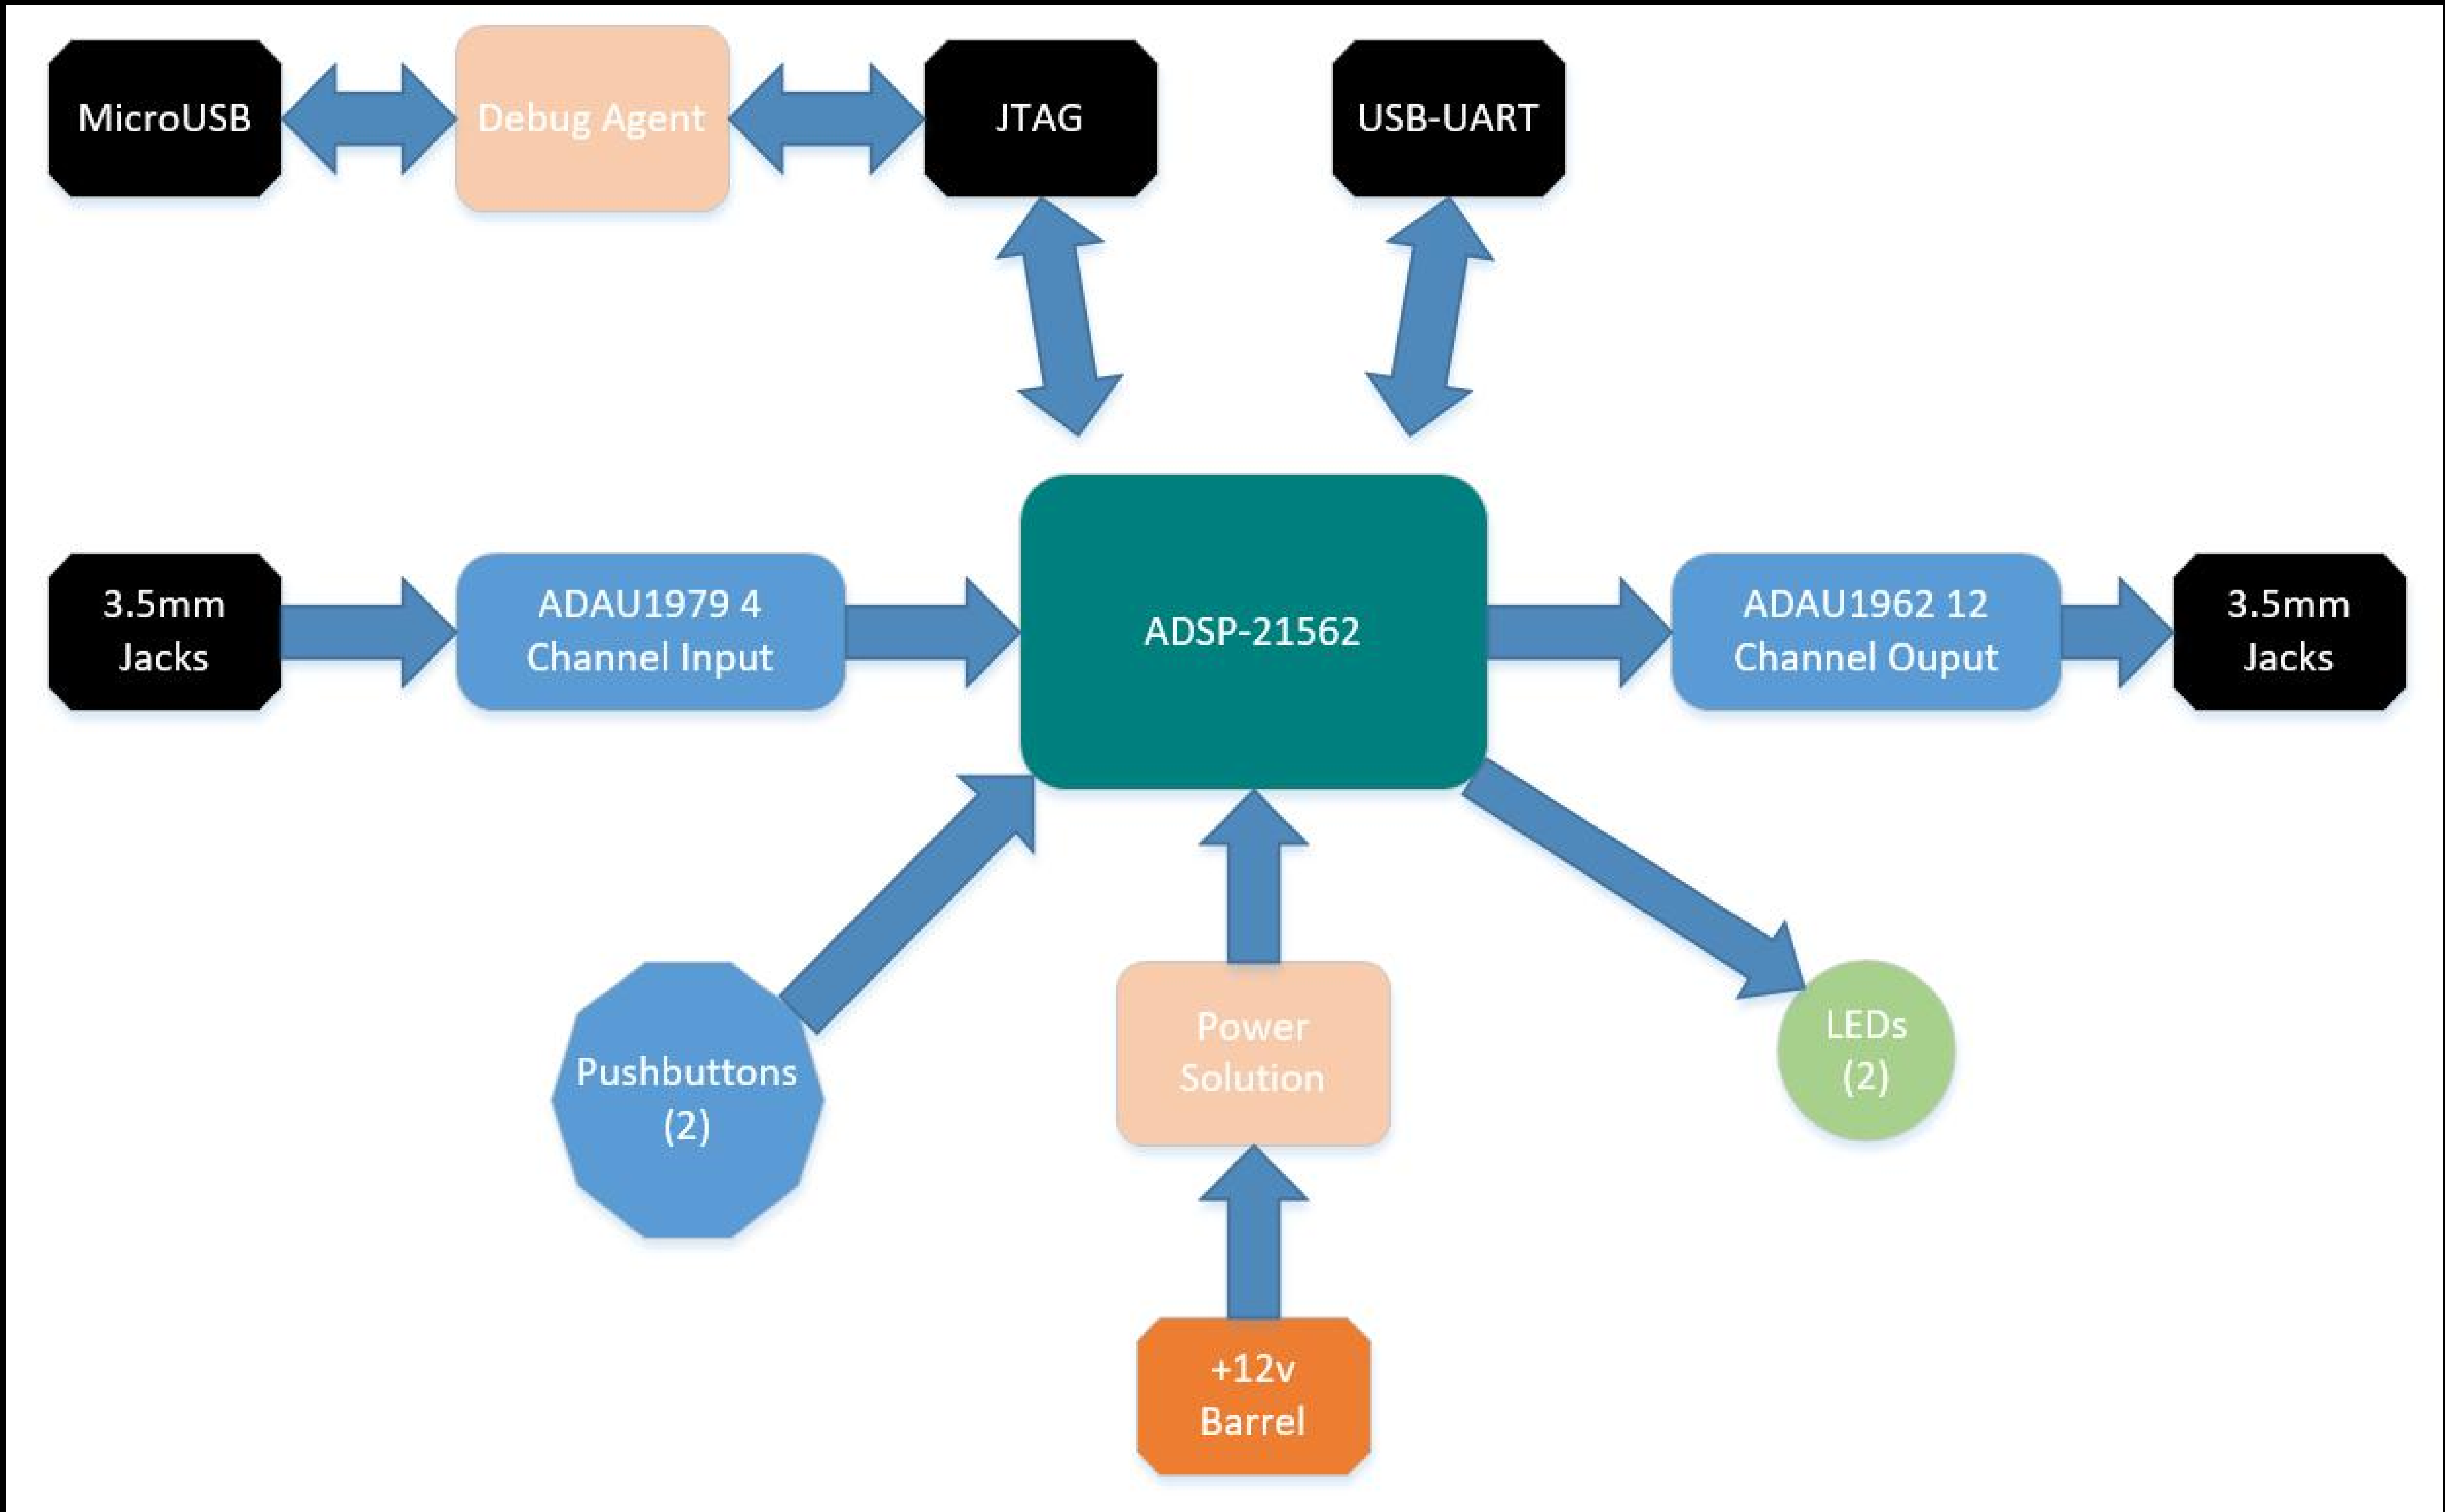 MicroUSB
Debug Agent
JTAG
USB-UART
3.5mm
Jacks
ADAU1979 4
Channel Input
ADSP-21562
ADAU1962 12
Channel Ouput
3.5mm
Jacks
Pushbuttons
(2)
Power
Solution
LEDs
(2)
+12v
Barrel